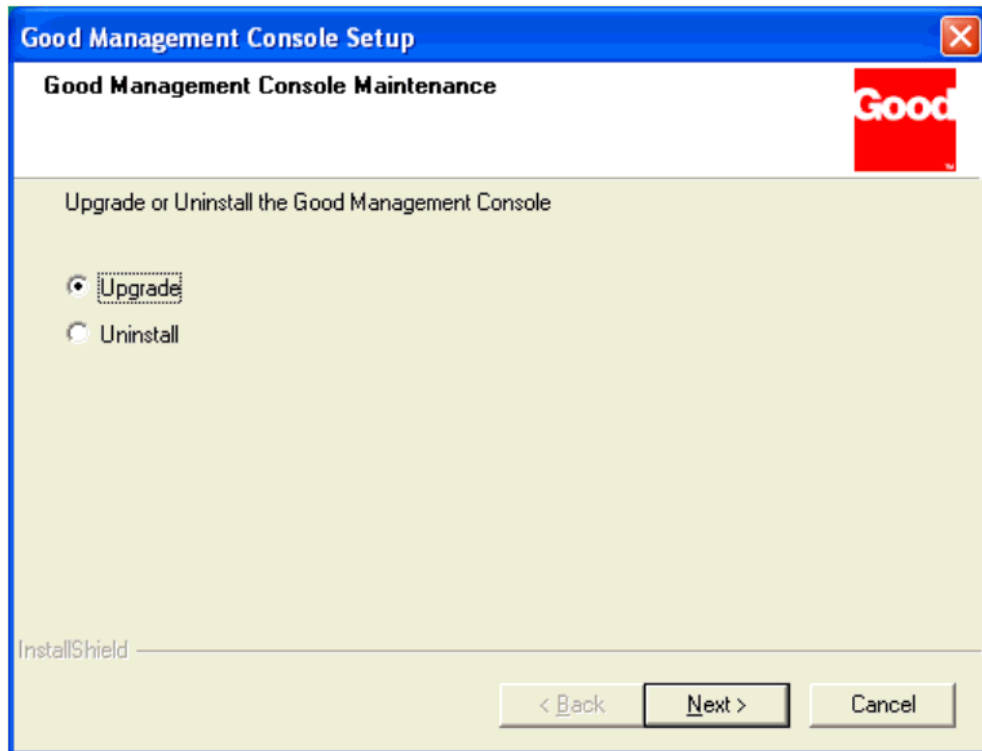 Good Management Console Setup
Good Management Console Maintenance
Good
™
Upgrade or Uninstall the Good Management Console
Upgrade
Uninstall
InstallShield
< Back
Next >
Cancel